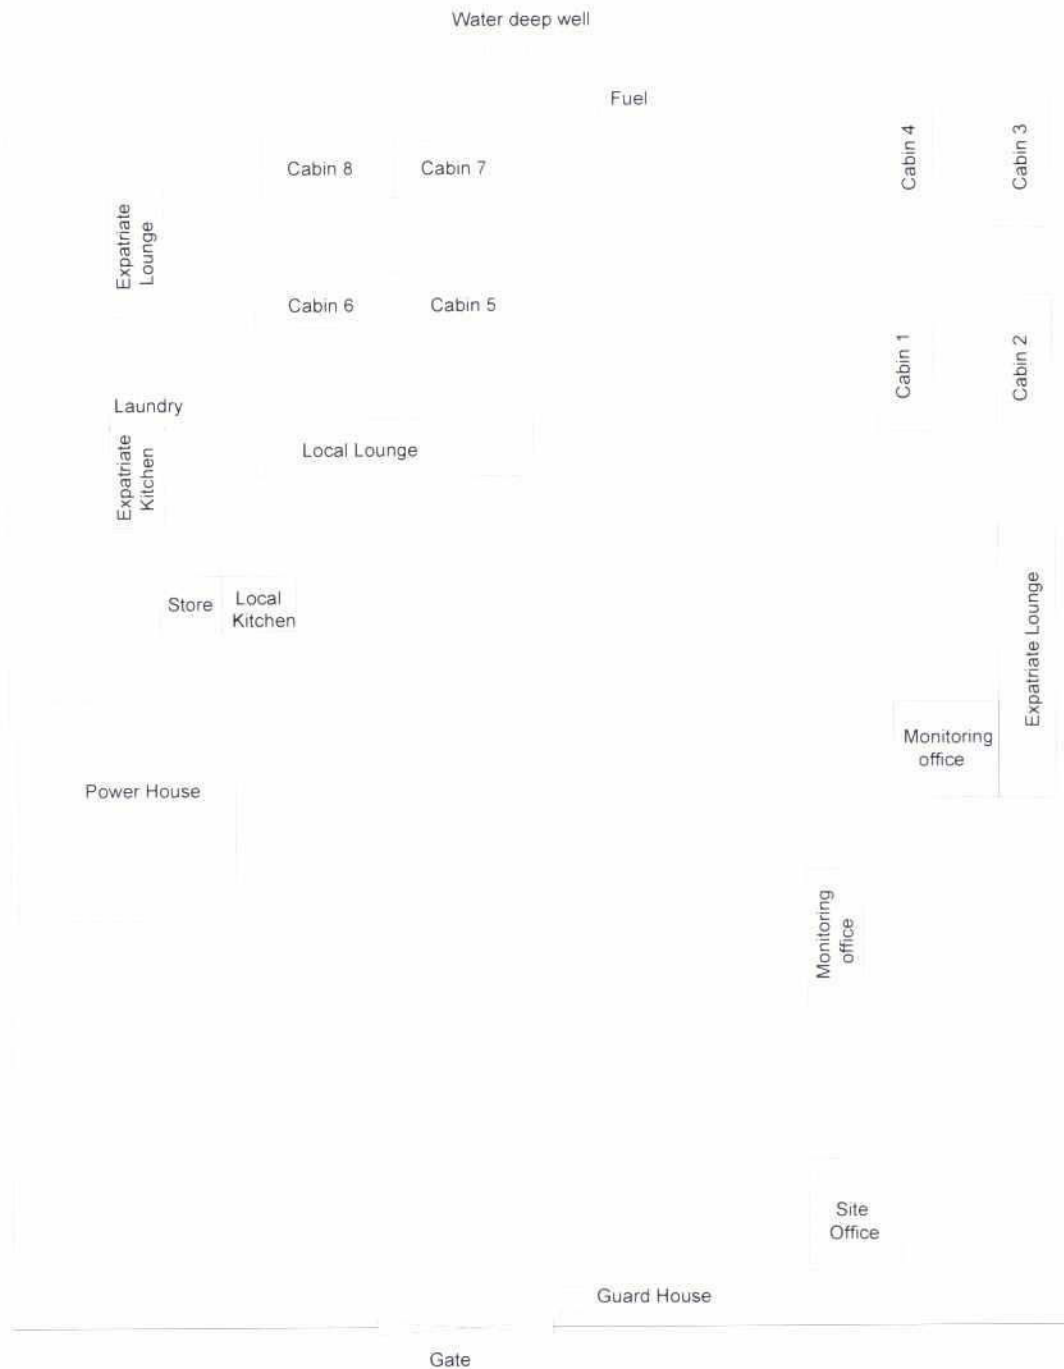 Water deep well
Fuel
Cabin 4
Cabin 3
Cabin 8
Cabin 7
Expatriate
Lounge
Cabin 6
Cabin 5
Cabin 1
Cabin 2
Laundry
Expatriate
Kitchen
Local Lounge
Store
Local
Kitchen
Expatriate Lounge
Monitoring
office
Power House
Monitoring
office
Site
Office
Guard House
Gate